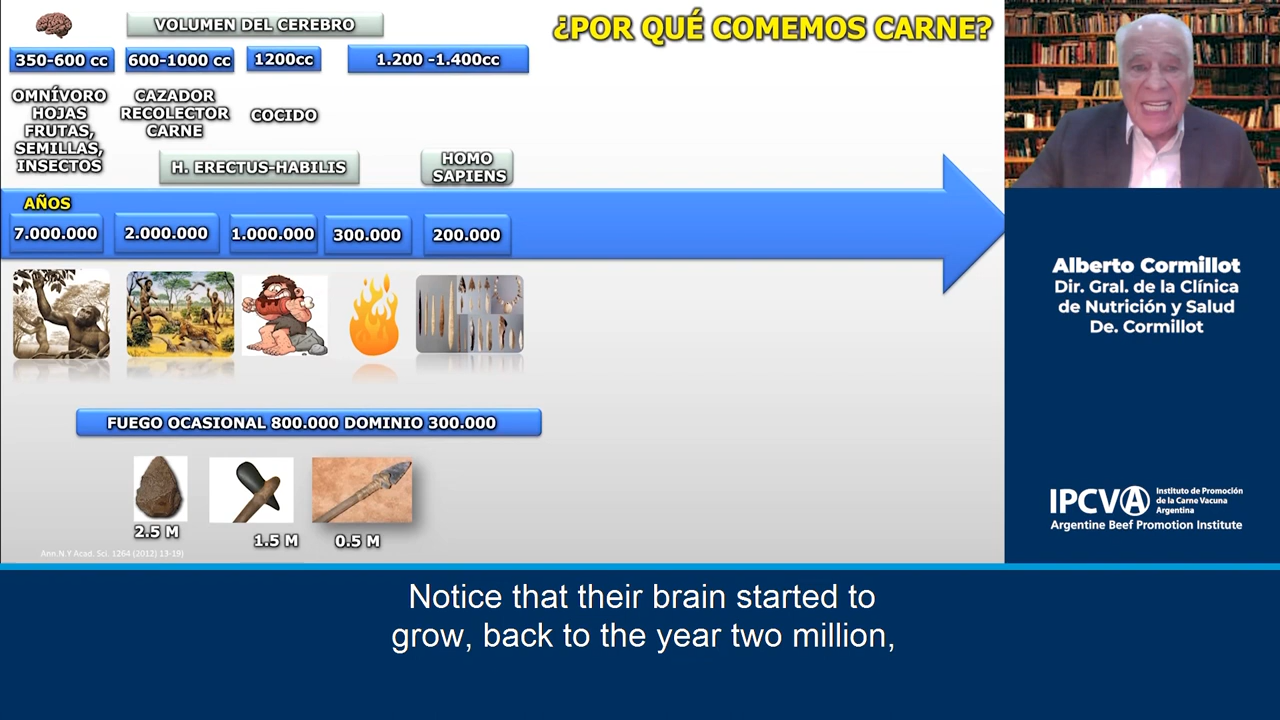 VOLUMEN DEL CEREBRO
¿POR QUÉ COMEMOS CARNE?
350-600 cc
600-1000 cc
1200cc
1.200 -1.400cc
OMNÍVORO
HOJAS
FRUTAS,
SEMILLAS,
INSECTOS
CAZADOR
RECOLECTOR
CARNE
COCIDO
H. ERECTUS-HABILIS
HOMO
SAPIENS
AÑOS
7.000.000
2.000.000
1.000.000
300.000
200.000
FUEGO OCASIONAL 800.000 DOMINIO 300.000
2.5 M
1.5 M
0.5 M
Ann.N.Y Acad. Sci. 1264 (2012) 13-19)
Alberto Cormillot
Dir. Gral. de la Clínica
de Nutrición y Salud
De. Cormillot
IPCVA
Instituto de Promoción
de la Carne Vacuna
Argentina
Argentine Beef Promotion Institute
Notice that their brain started to
grow, back to the year two million,